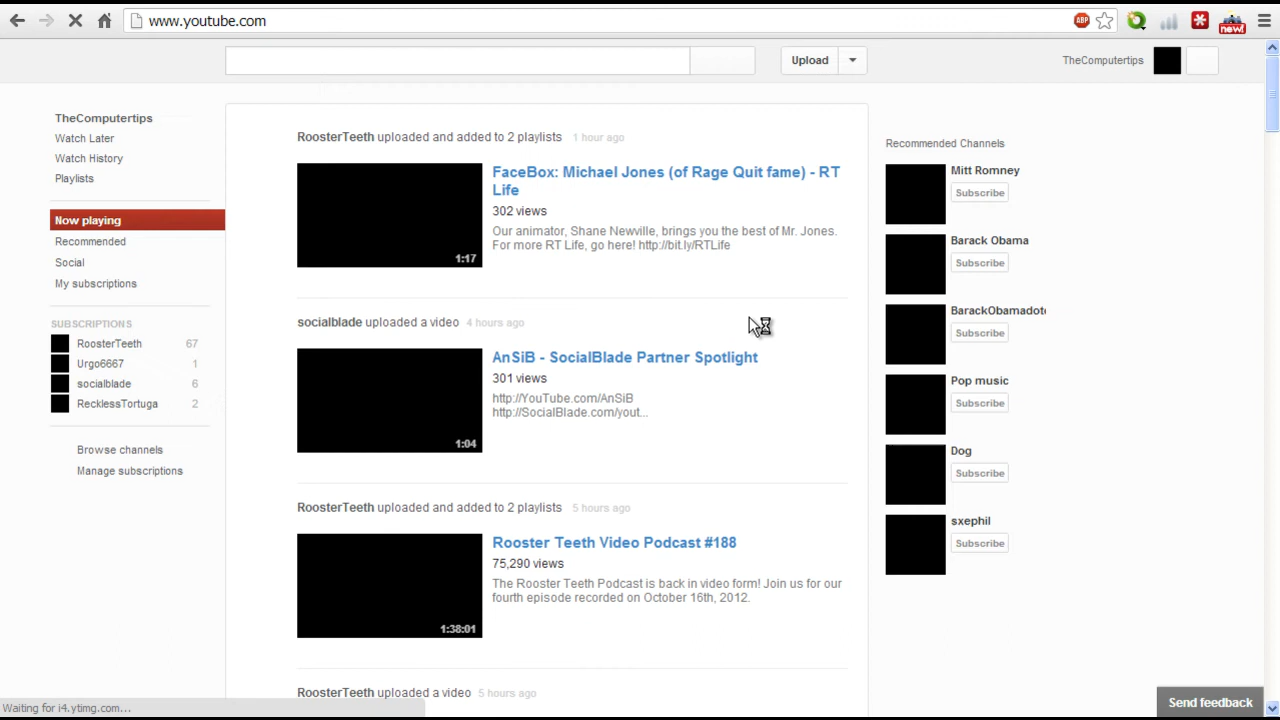 www.youtube.com
ABP
new!
Upload
TheComputertips
TheComputertips
Watch Later
Watch History
Playlists
Now playing
Recommended
Social
My subscriptions
SUBSCRIPTIONS
RoosterTeeth 67
Urgo6667 1
socialblade 6
RecklessTortuga 2
Browse channels
Manage subscriptions
RoosterTeeth uploaded and added to 2 playlists 1 hour ago
1:17
FaceBox: Michael Jones (of Rage Quit fame) - RT
Life
302 views
Our animator, Shane Newville, brings you the best of Mr. Jones.
For more RT Life, go here! http://bit.ly/RTLife
socialblade uploaded a video 4 hours ago
1:04
AnSiB - SocialBlade Partner Spotlight
301 views
http://YouTube.com/AnSiB
http://SocialBlade.com/yout...
RoosterTeeth uploaded and added to 2 playlists 5 hours ago
1:38:01
Rooster Teeth Video Podcast #188
75,290 views
The Rooster Teeth Podcast is back in video form! Join us for our
fourth episode recorded on October 16th, 2012.
RoosterTeeth uploaded a video 5 hours ago
Recommended Channels
Mitt Romney
Subscribe
Barack Obama
Subscribe
BarackObamadot
Subscribe
Pop music
Subscribe
Dog
Subscribe
sxephil
Subscribe
Waiting for i4.ytimg.com...
Send feedback